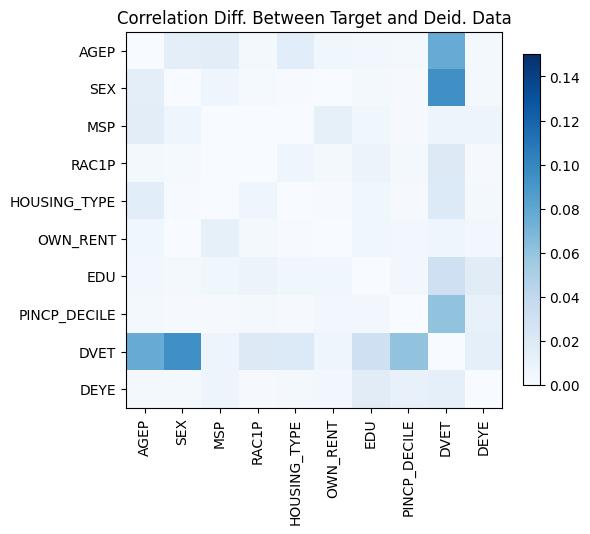 Correlation Diff. Between Target and Deid. Data
AGEP
SEX
MSP
RAC1P
HOUSING_TYPE
OWN_RENT
EDU
PINCP_DECILE
DVET
DEYE
AGEP
SEX
MSP
RAC1P
HOUSING_TYPE
OWN_RENT
EDU
PINCP_DECILE
DVET
DEYE
0.14
0.12
0.10
0.08
0.06
0.04
0.02
0.00